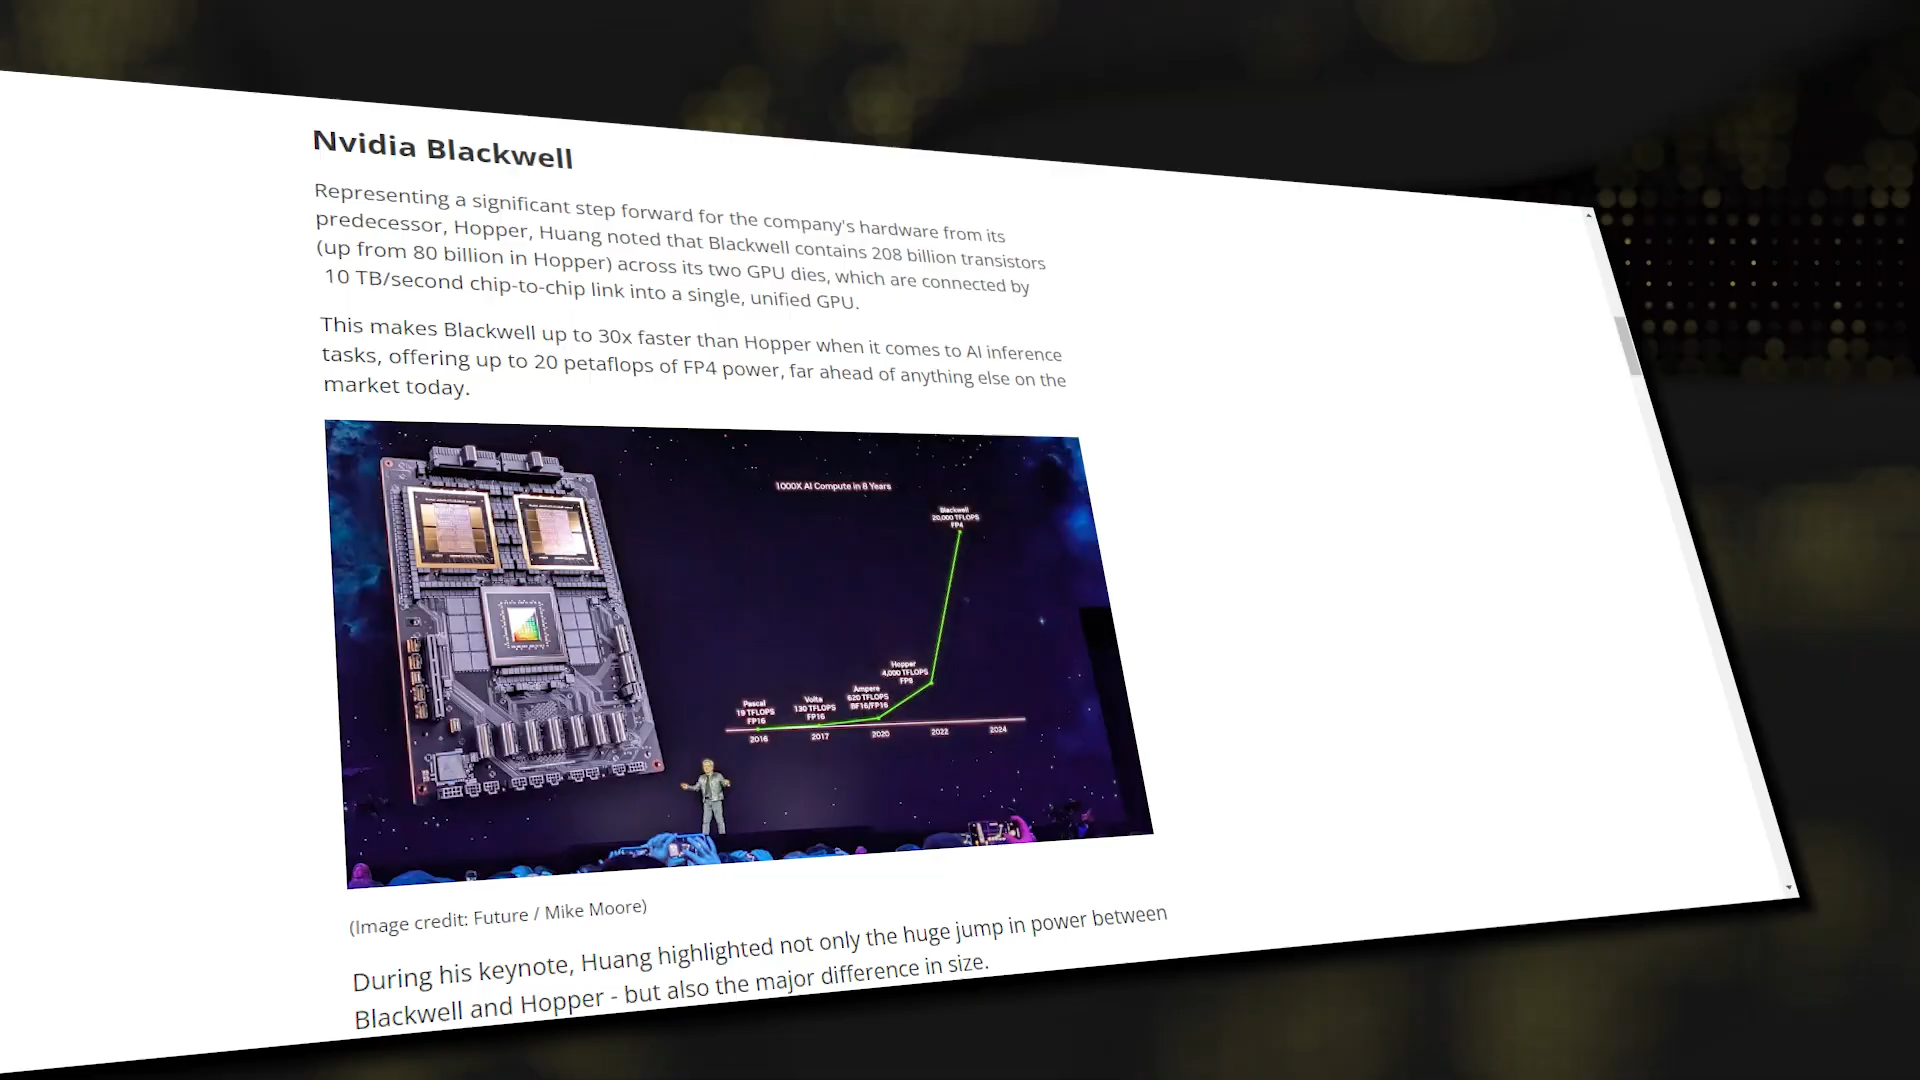 Nvidia Blackwell
Representing a significant step forward for the company's hardware from its
predecessor, Hopper, Huang noted that Blackwell contains 208 billion transistors
(up from 80 billion in Hopper) across its two GPU dies, which are connected by
10 TB/second chip-to-chip link into a single, unified GPU.
This makes Blackwell up to 30x faster than Hopper when it comes to AI inference
tasks, offering up to 20 petaflops of FP4 power, far ahead of anything else on the
market today.
1000X AI Compute in 8 Years
Blackwell
20,000 TFLOPS
FP4
Hopper
4,000 TFLOPS
FP8
Ampere
620 TFLOPS
BF16/FP16
Volta
130 TFLOPS
FP16
Pascal
19 TFLOPS
FP16
2016
2017
2020
2022
2024
(Image credit: Future / Mike Moore)
During his keynote, Huang highlighted not only the huge jump in power between
Blackwell and Hopper - but also the major difference in size.